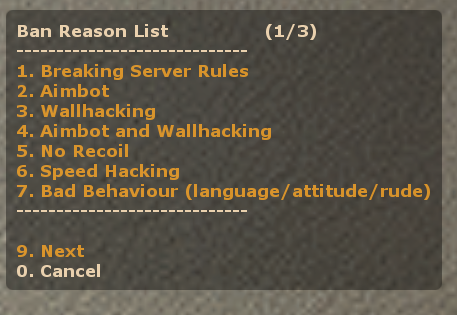 Ban Reason List (1/3)
-----------------------------
1. Breaking Server Rules
2. Aimbot
3. Wallhacking
4. Aimbot and Wallhacking
5. No Recoil
6. Speed Hacking
7. Bad Behaviour (language/attitude/rude)
-----------------------------
9. Next
0. Cancel